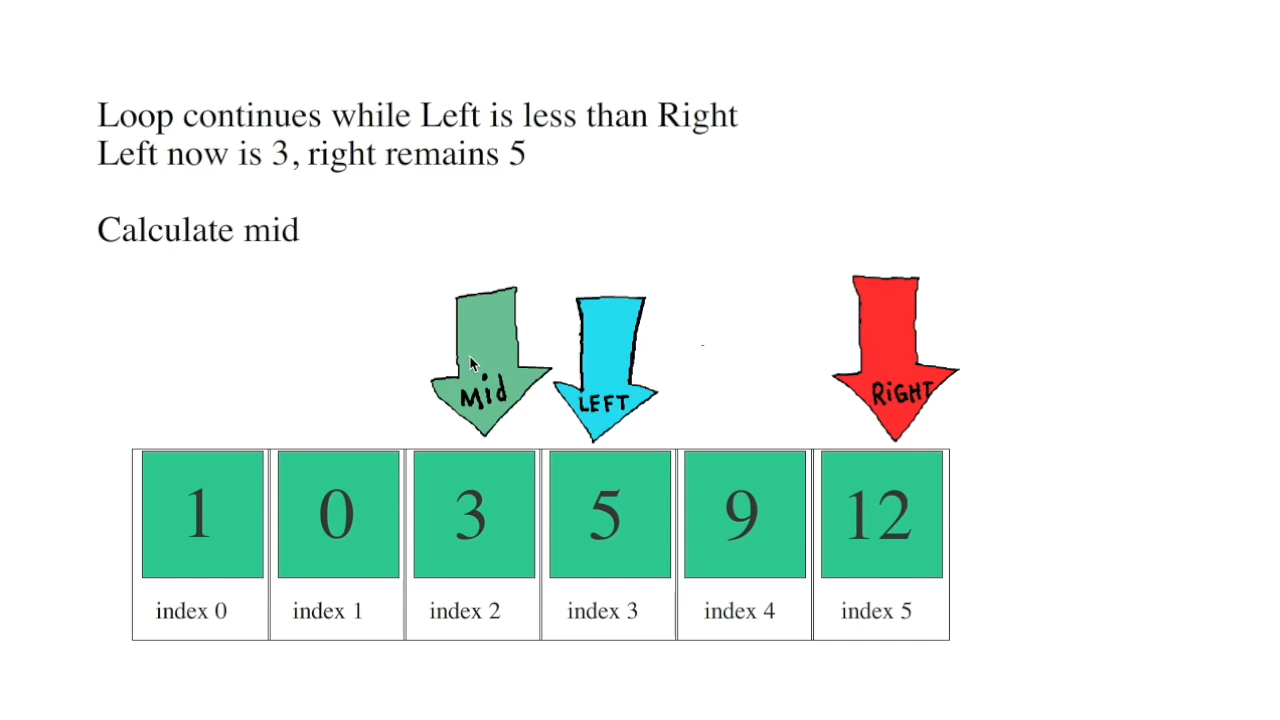 Loop continues while Left is less than Right
Left now is 3, right remains 5
Calculate mid
Mid LEFT RiGHT
1 0 3 5 9 12
index 0 index 1 index 2 index 3 index 4 index 5